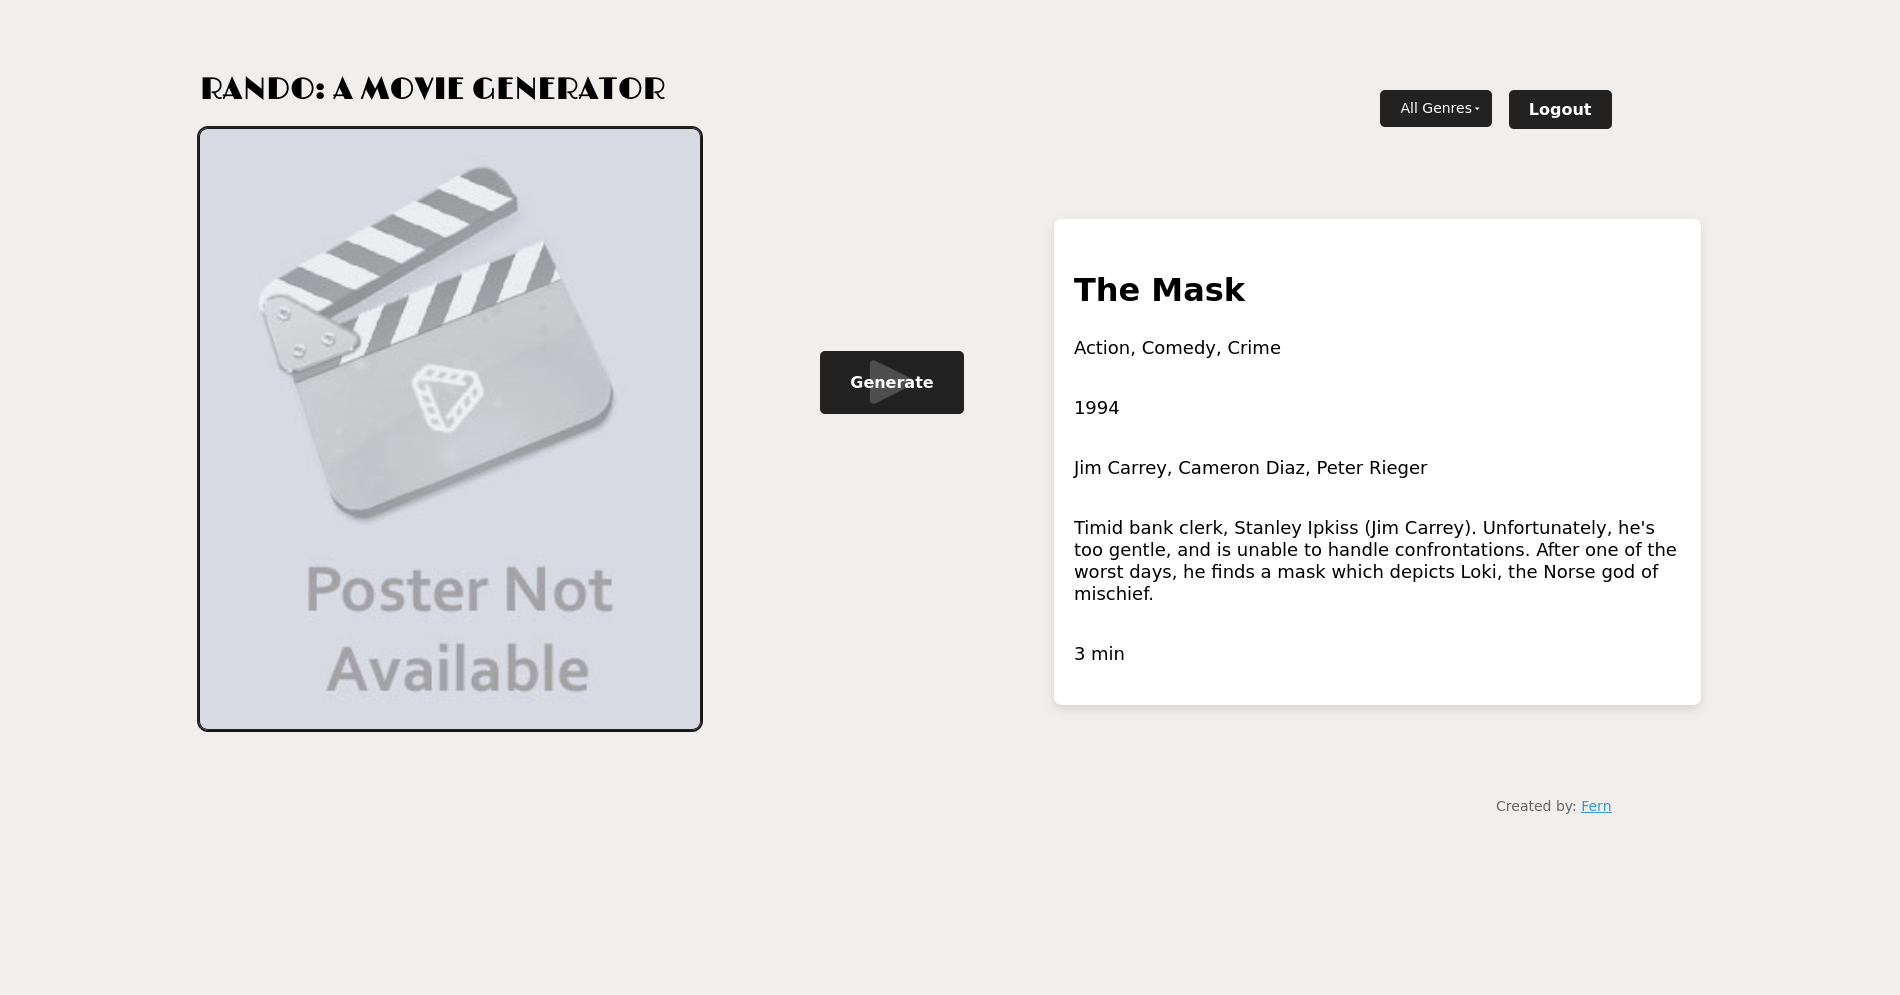 RANDO: A MOVIE GENERATOR
All Genres
Logout
Poster Not
Available
Generate
The Mask
Action, Comedy, Crime
1994
Jim Carrey, Cameron Diaz, Peter Rieger
Timid bank clerk, Stanley Ipkiss (Jim Carrey). Unfortunately, he's
too gentle, and is unable to handle confrontations. After one of the
worst days, he finds a mask which depicts Loki, the Norse god of
mischief.
3 min
Created by: Fern